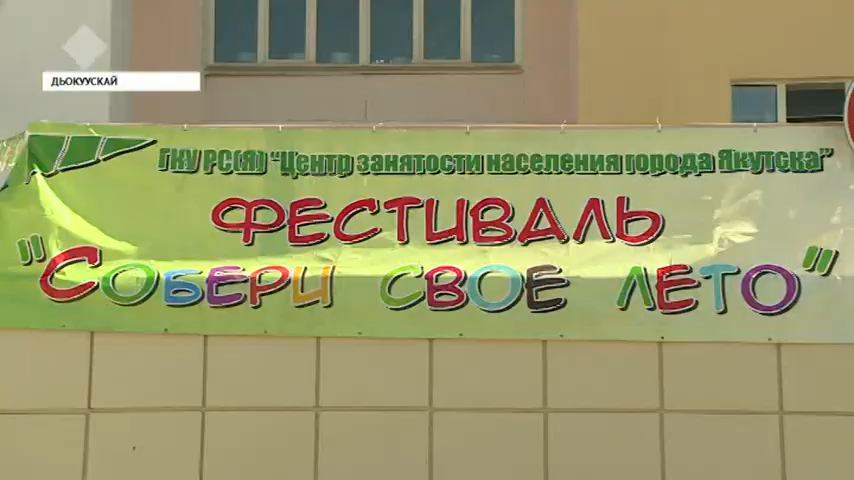 ДЬОКУУСКАЙ
ГКУ РС(Я) "Центр занятости населения города Якутска"
ФЕСТИВАЛЬ
"СОБЕРИ СВОЕ ЛЕТО"